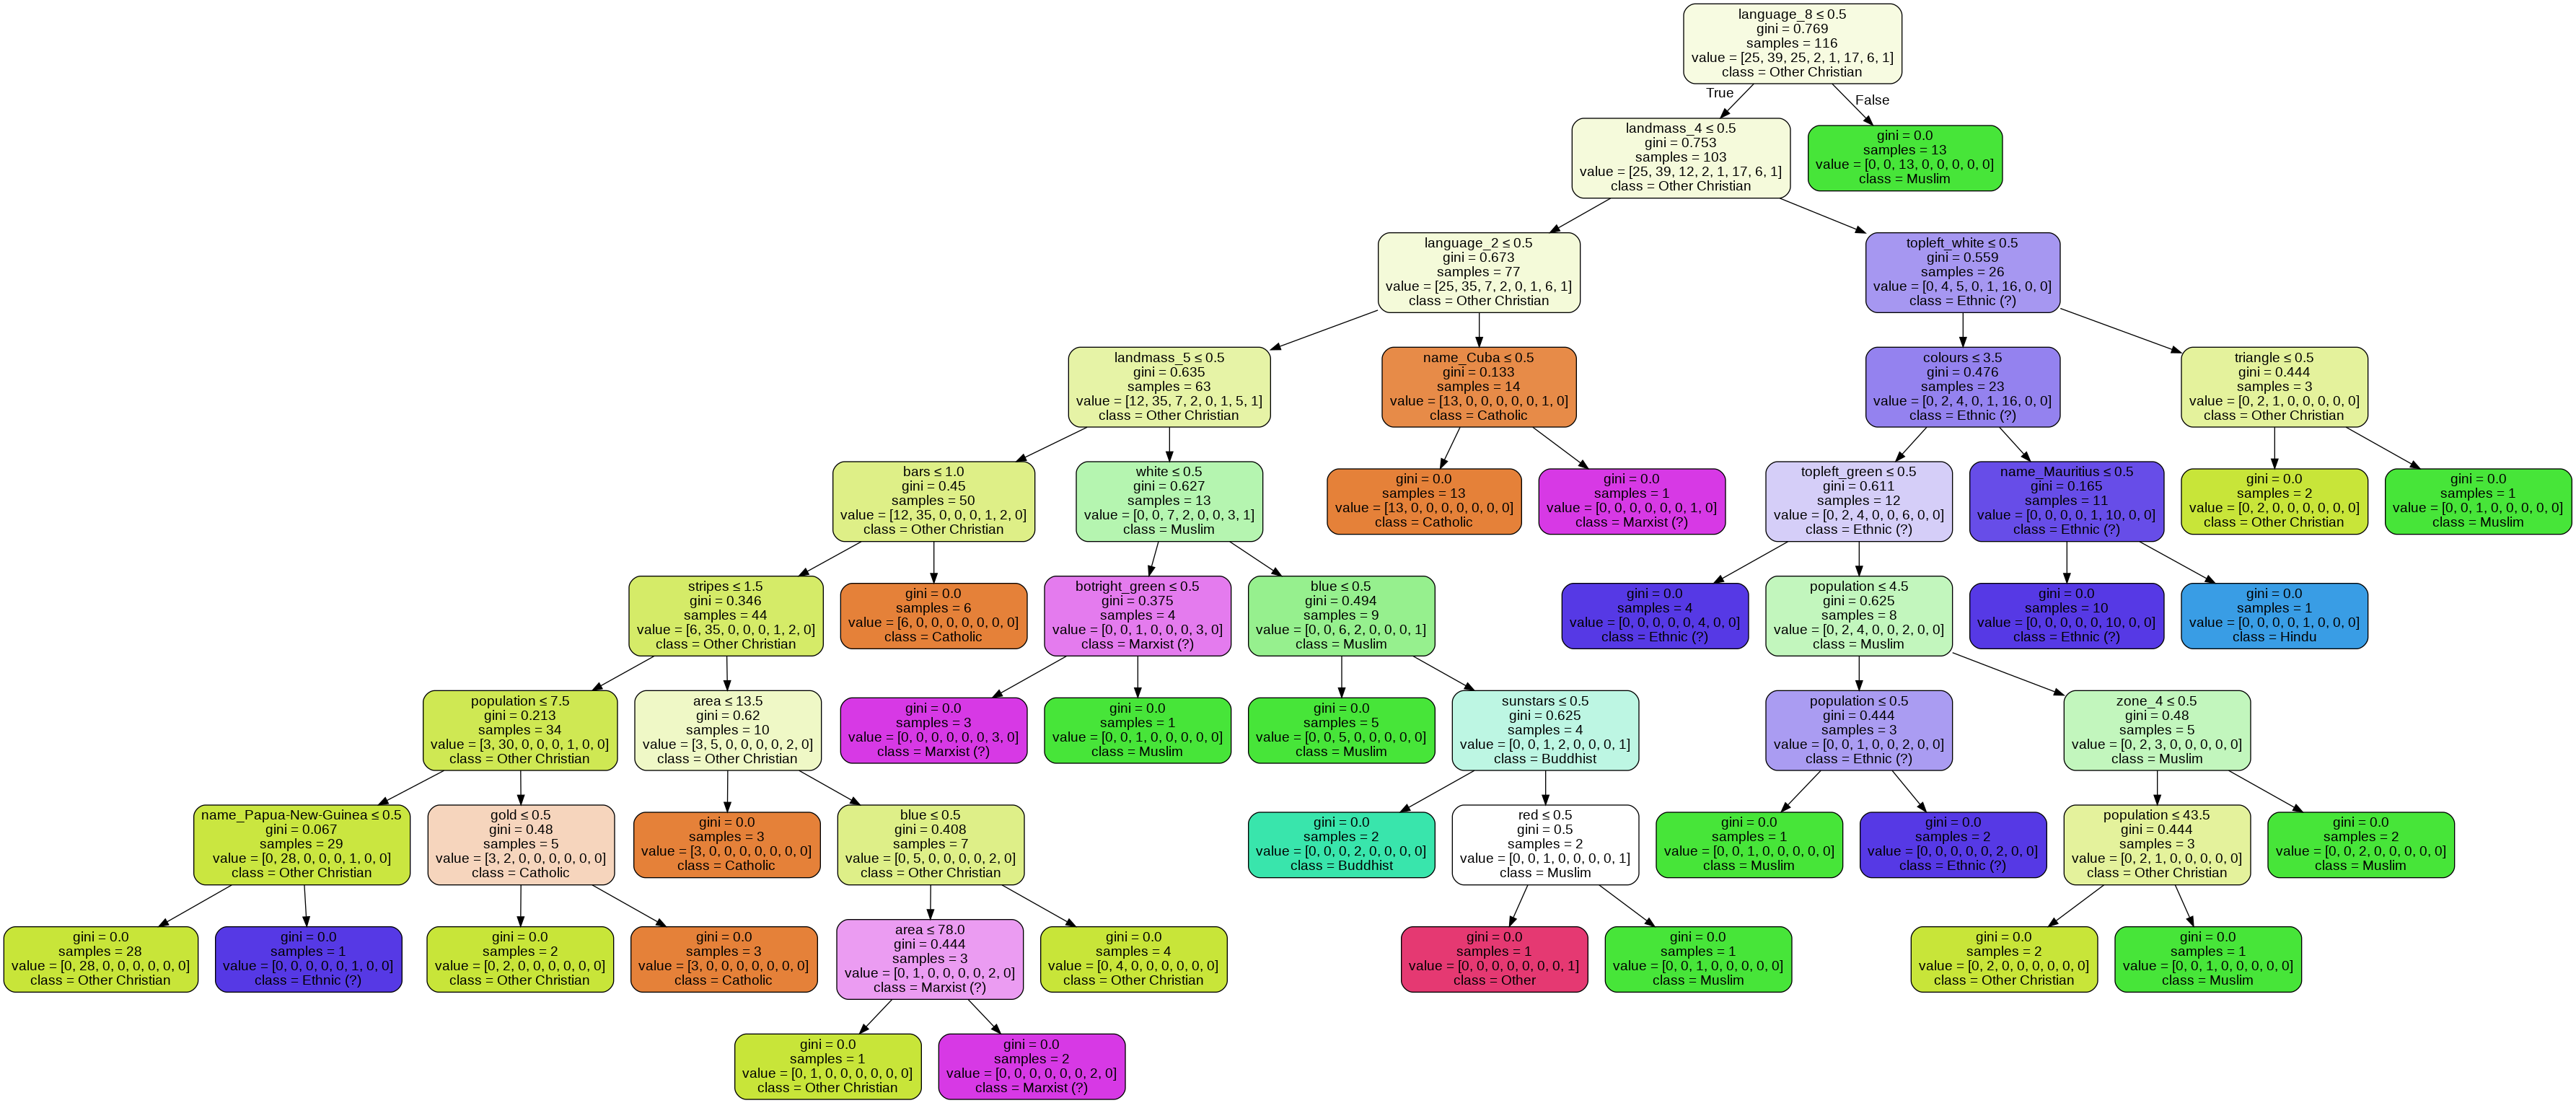 language_8 ≤ 0.5
gini = 0.769
samples = 116
value = [25, 39, 25, 2, 1, 17, 6, 1]
class = Other Christian
True
False
landmass_4 ≤ 0.5
gini = 0.753
samples = 103
value = [25, 39, 12, 2, 1, 17, 6, 1]
class = Other Christian
gini = 0.0
samples = 13
value = [0, 0, 13, 0, 0, 0, 0, 0]
class = Muslim
language_2 ≤ 0.5
gini = 0.673
samples = 77
value = [25, 35, 7, 2, 0, 1, 6, 1]
class = Other Christian
topleft_white ≤ 0.5
gini = 0.559
samples = 26
value = [0, 4, 5, 0, 1, 16, 0, 0]
class = Ethnic (?)
landmass_5 ≤ 0.5
gini = 0.635
samples = 63
value = [12, 35, 7, 2, 0, 1, 5, 1]
class = Other Christian
name_Cuba ≤ 0.5
gini = 0.133
samples = 14
value = [13, 0, 0, 0, 0, 0, 1, 0]
class = Catholic
colours ≤ 3.5
gini = 0.476
samples = 23
value = [0, 2, 4, 0, 1, 16, 0, 0]
class = Ethnic (?)
triangle ≤ 0.5
gini = 0.444
samples = 3
value = [0, 2, 1, 0, 0, 0, 0, 0]
class = Other Christian
bars ≤ 1.0
gini = 0.45
samples = 50
value = [12, 35, 0, 0, 0, 1, 2, 0]
class = Other Christian
white ≤ 0.5
gini = 0.627
samples = 13
value = [0, 0, 7, 2, 0, 0, 3, 1]
class = Muslim
gini = 0.0
samples = 13
value = [13, 0, 0, 0, 0, 0, 0, 0]
class = Catholic
gini = 0.0
samples = 1
value = [0, 0, 0, 0, 0, 0, 1, 0]
class = Marxist (?)
topleft_green ≤ 0.5
gini = 0.611
samples = 12
value = [0, 2, 4, 0, 0, 6, 0, 0]
class = Ethnic (?)
name_Mauritius ≤ 0.5
gini = 0.165
samples = 11
value = [0, 0, 0, 0, 1, 10, 0, 0]
class = Ethnic (?)
gini = 0.0
samples = 2
value = [0, 2, 0, 0, 0, 0, 0, 0]
class = Other Christian
gini = 0.0
samples = 1
value = [0, 0, 1, 0, 0, 0, 0, 0]
class = Muslim
stripes ≤ 1.5
gini = 0.346
samples = 44
value = [6, 35, 0, 0, 0, 1, 2, 0]
class = Other Christian
gini = 0.0
samples = 6
value = [6, 0, 0, 0, 0, 0, 0, 0]
class = Catholic
botright_green ≤ 0.5
gini = 0.375
samples = 4
value = [0, 0, 1, 0, 0, 0, 3, 0]
class = Marxist (?)
blue ≤ 0.5
gini = 0.494
samples = 9
value = [0, 0, 6, 2, 0, 0, 0, 1]
class = Muslim
gini = 0.0
samples = 4
value = [0, 0, 0, 0, 0, 4, 0, 0]
class = Ethnic (?)
population ≤ 4.5
gini = 0.625
samples = 8
value = [0, 2, 4, 0, 0, 2, 0, 0]
class = Muslim
gini = 0.0
samples = 10
value = [0, 0, 0, 0, 0, 10, 0, 0]
class = Ethnic (?)
gini = 0.0
samples = 1
value = [0, 0, 0, 0, 1, 0, 0, 0]
class = Hindu
population ≤ 7.5
gini = 0.213
samples = 34
value = [3, 30, 0, 0, 0, 1, 0, 0]
class = Other Christian
area ≤ 13.5
gini = 0.62
samples = 10
value = [3, 5, 0, 0, 0, 0, 2, 0]
class = Other Christian
gini = 0.0
samples = 3
value = [0, 0, 0, 0, 0, 0, 3, 0]
class = Marxist (?)
gini = 0.0
samples = 1
value = [0, 0, 1, 0, 0, 0, 0, 0]
class = Muslim
gini = 0.0
samples = 5
value = [0, 0, 5, 0, 0, 0, 0, 0]
class = Muslim
sunstars ≤ 0.5
gini = 0.625
samples = 4
value = [0, 0, 1, 2, 0, 0, 0, 1]
class = Buddhist
population ≤ 0.5
gini = 0.444
samples = 3
value = [0, 0, 1, 0, 0, 2, 0, 0]
class = Ethnic (?)
zone_4 ≤ 0.5
gini = 0.48
samples = 5
value = [0, 2, 3, 0, 0, 0, 0, 0]
class = Muslim
name_Papua-New-Guinea ≤ 0.5
gini = 0.067
samples = 29
value = [0, 28, 0, 0, 0, 1, 0, 0]
class = Other Christian
gold ≤ 0.5
gini = 0.48
samples = 5
value = [3, 2, 0, 0, 0, 0, 0, 0]
class = Catholic
gini = 0.0
samples = 3
value = [3, 0, 0, 0, 0, 0, 0, 0]
class = Catholic
blue ≤ 0.5
gini = 0.408
samples = 7
value = [0, 5, 0, 0, 0, 0, 2, 0]
class = Other Christian
gini = 0.0
samples = 2
value = [0, 0, 0, 2, 0, 0, 0, 0]
class = Buddhist
red ≤ 0.5
gini = 0.5
samples = 2
value = [0, 0, 1, 0, 0, 0, 0, 1]
class = Muslim
gini = 0.0
samples = 1
value = [0, 0, 1, 0, 0, 0, 0, 0]
class = Muslim
gini = 0.0
samples = 2
value = [0, 0, 0, 0, 0, 2, 0, 0]
class = Ethnic (?)
population ≤ 43.5
gini = 0.444
samples = 3
value = [0, 2, 1, 0, 0, 0, 0, 0]
class = Other Christian
gini = 0.0
samples = 2
value = [0, 0, 2, 0, 0, 0, 0, 0]
class = Muslim
gini = 0.0
samples = 28
value = [0, 28, 0, 0, 0, 0, 0, 0]
class = Other Christian
gini = 0.0
samples = 1
value = [0, 0, 0, 0, 0, 1, 0, 0]
class = Ethnic (?)
gini = 0.0
samples = 2
value = [0, 2, 0, 0, 0, 0, 0, 0]
class = Other Christian
gini = 0.0
samples = 3
value = [3, 0, 0, 0, 0, 0, 0, 0]
class = Catholic
area ≤ 78.0
gini = 0.444
samples = 3
value = [0, 1, 0, 0, 0, 0, 2, 0]
class = Marxist (?)
gini = 0.0
samples = 4
value = [0, 4, 0, 0, 0, 0, 0, 0]
class = Other Christian
gini = 0.0
samples = 1
value = [0, 0, 0, 0, 0, 0, 0, 1]
class = Other
gini = 0.0
samples = 1
value = [0, 0, 1, 0, 0, 0, 0, 0]
class = Muslim
gini = 0.0
samples = 2
value = [0, 2, 0, 0, 0, 0, 0, 0]
class = Other Christian
gini = 0.0
samples = 1
value = [0, 0, 1, 0, 0, 0, 0, 0]
class = Muslim
gini = 0.0
samples = 1
value = [0, 1, 0, 0, 0, 0, 0, 0]
class = Other Christian
gini = 0.0
samples = 2
value = [0, 0, 0, 0, 0, 0, 2, 0]
class = Marxist (?)